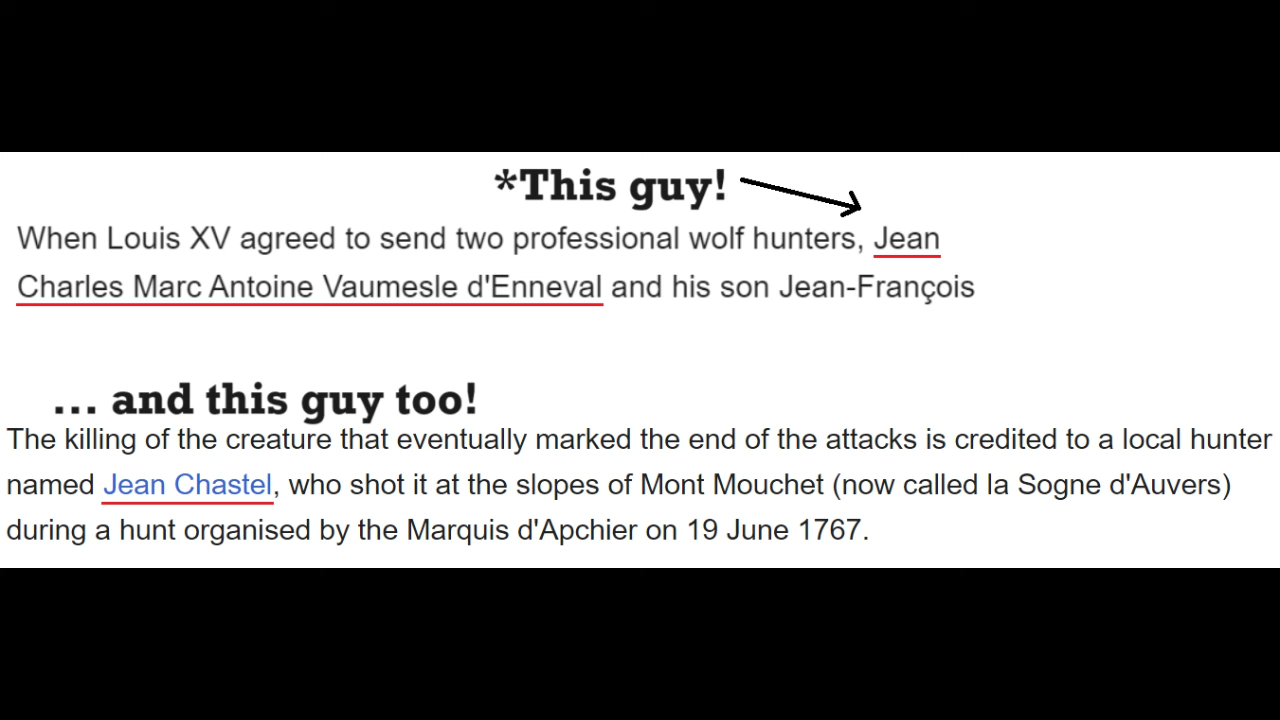 *This guy!
When Louis XV agreed to send two professional wolf hunters, Jean
Charles Marc Antoine Vaumesle d'Enneval and his son Jean-François
... and this guy too!
The killing of the creature that eventually marked the end of the attacks is credited to a local hunter
named Jean Chastel, who shot it at the slopes of Mont Mouchet (now called la Sogne d'Auvers)
during a hunt organised by the Marquis d'Apchier on 19 June 1767.